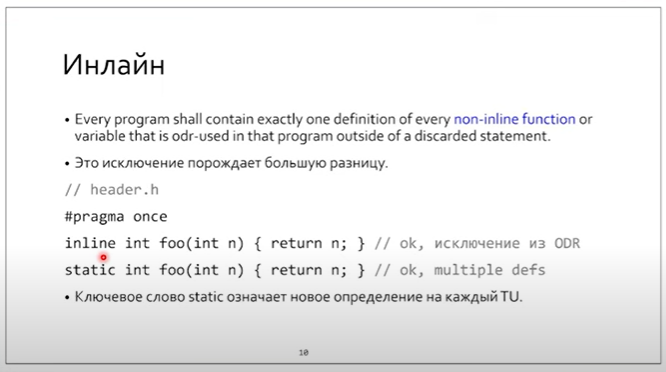 Инлайн
• Every program shall contain exactly one definition of every non-inline function or
variable that is odr-used in that program outside of a discarded statement.
• Это исключение порождает большую разницу.
// header.h
#pragma once
inline int foo(int n) { return n; } // ok, исключение из ODR
static int foo(int n) { return n; } // ok, multiple defs
• Ключевое слово static означает новое определение на каждый TU.
10